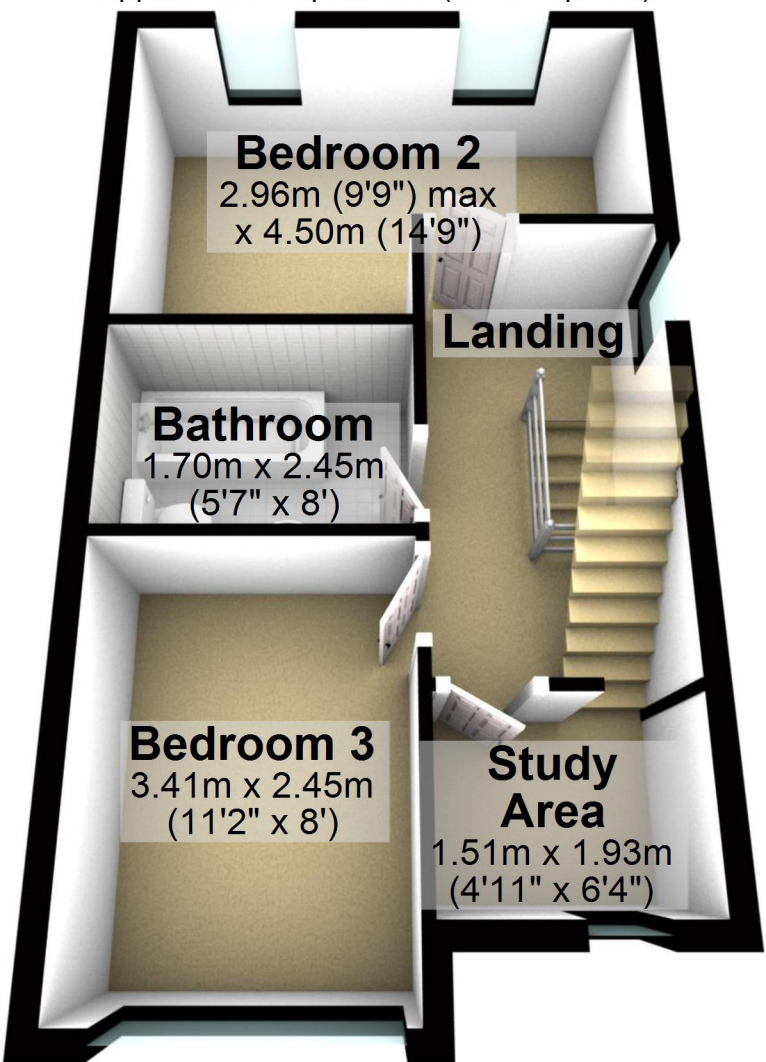 Bedroom 2
2.96m (9'9") max
x 4.50m (14'9")
Landing
Bathroom
1.70m x 2.45m
(5'7" x 8')
Bedroom 3
3.41m x 2.45m
(11'2" x 8')
Study
Area
1.51m x 1.93m
(4'11" x 6'4")